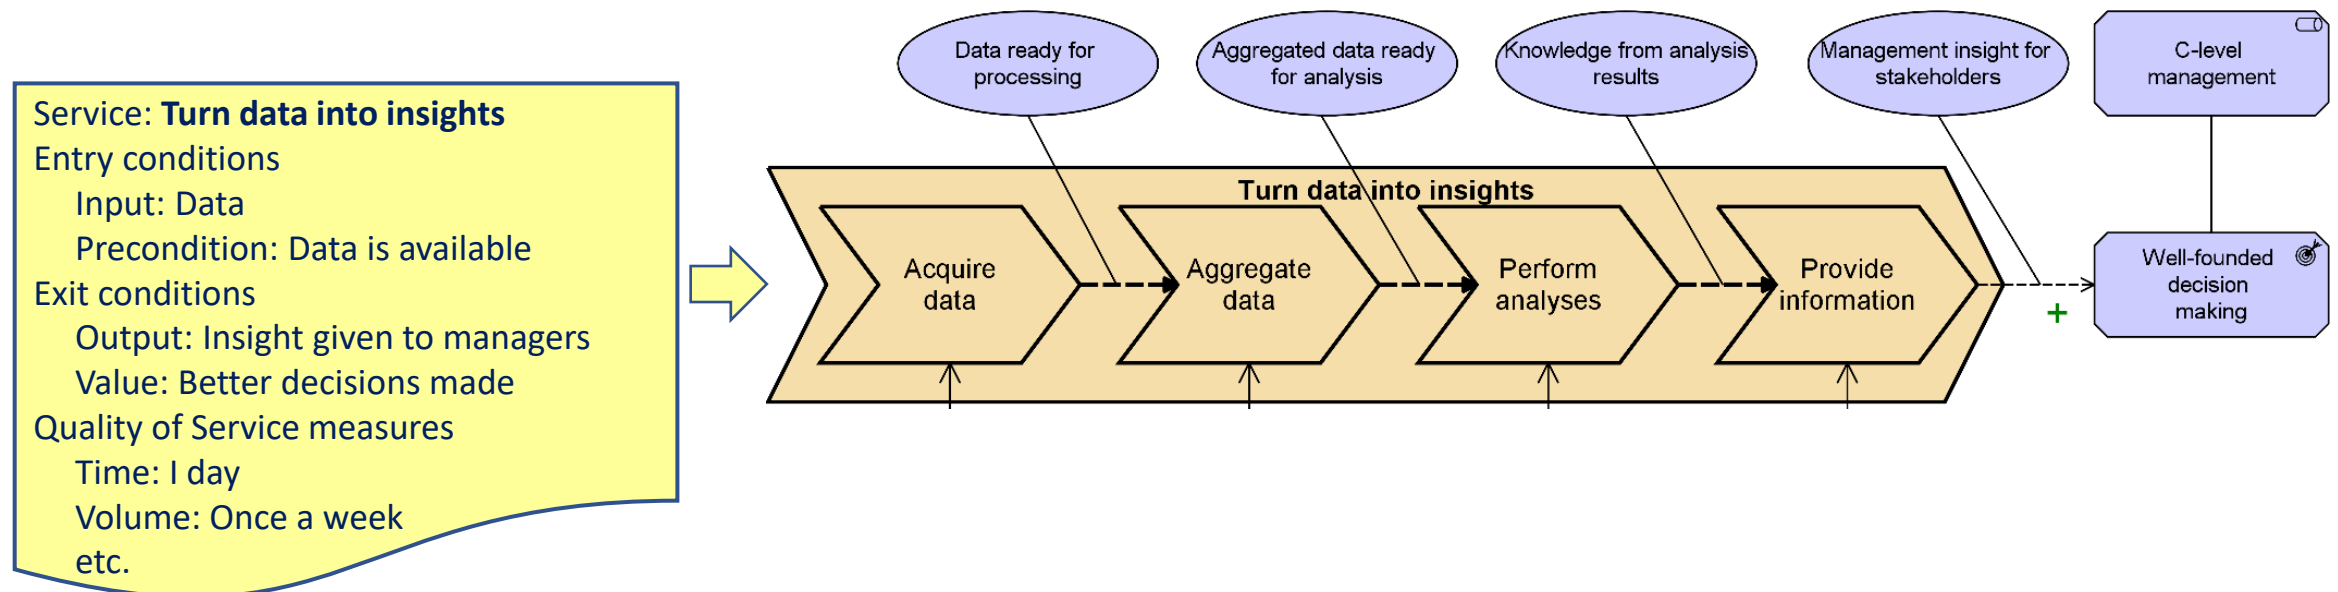 Service: Turn data into insights
Entry conditions
Input: Data
Precondition: Data is available
Exit conditions
Output: Insight given to managers
Value: Better decisions made
Quality of Service measures
Time: I day
Volume: Once a week
etc.
Data ready for
processing
Aggregated data ready
for analysis
Knowledge from analysis
results
Management insight for
stakeholders
C-level
management
Turn data into insights
Acquire
data
Aggregate
data
Perform
analyses
Provide
information
+
Well-founded
decision
making